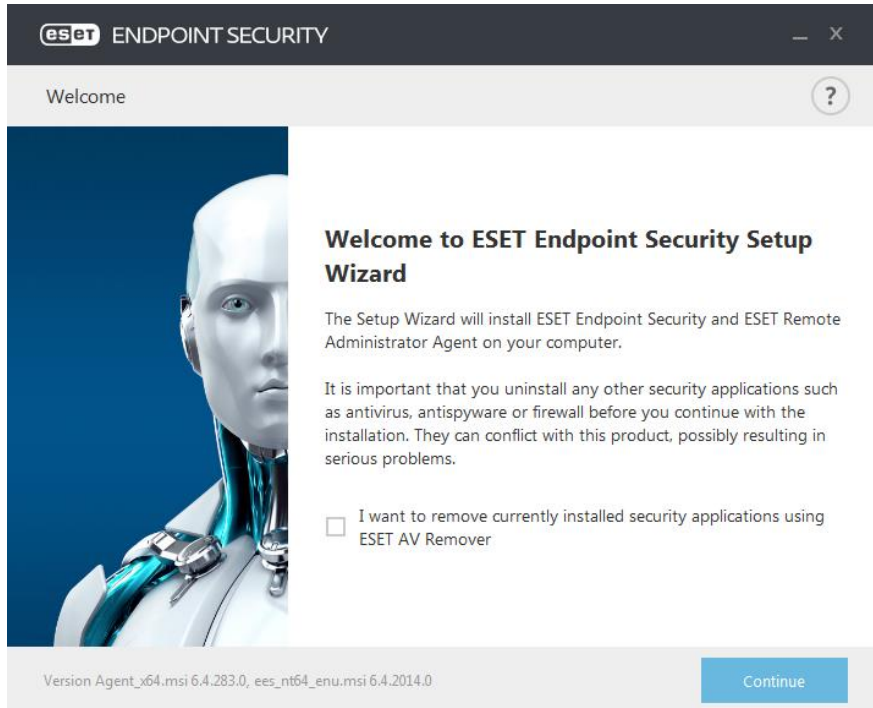 eset ENDPOINT SECURITY
Welcome
?
Welcome to ESET Endpoint Security Setup
Wizard
The Setup Wizard will install ESET Endpoint Security and ESET Remote
Administrator Agent on your computer.
It is important that you uninstall any other security applications such
as antivirus, antispyware or firewall before you continue with the
installation. They can conflict with this product, possibly resulting in
serious problems.
I want to remove currently installed security applications using
ESET AV Remover
Version Agent_x64.msi 6.4.283.0, ees_nt64_enu.msi 6.4.2014.0
Continue